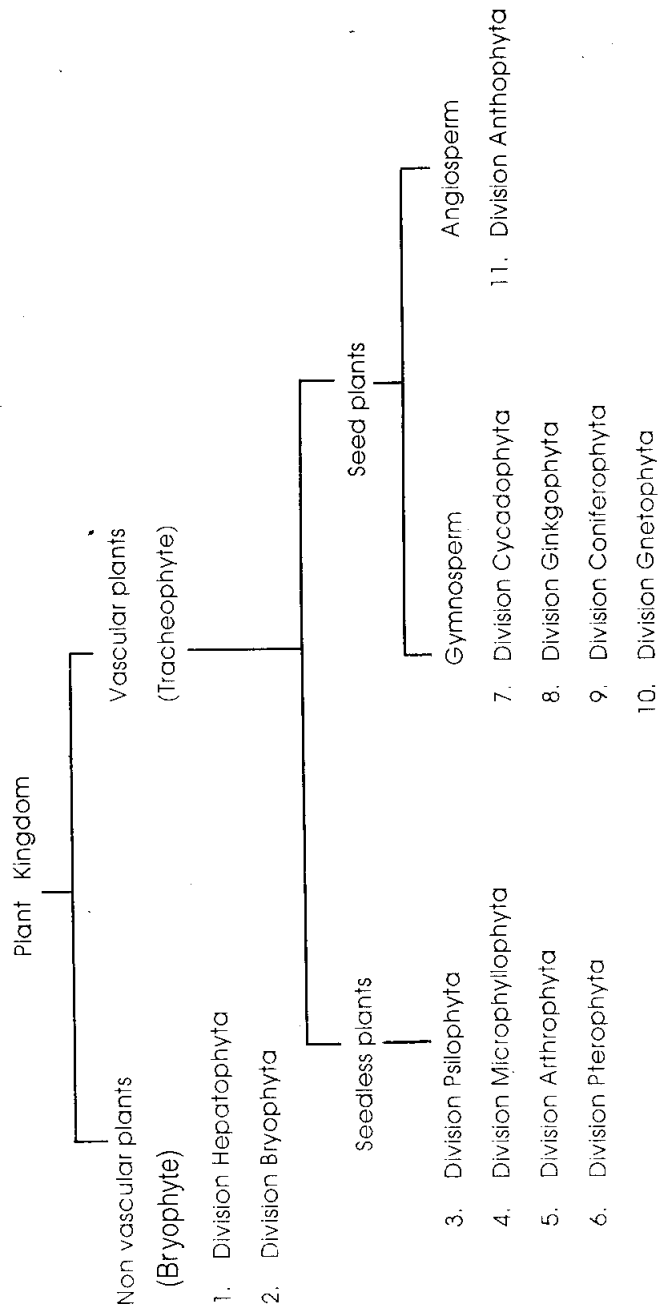 Plant Kingdom
Non vascular plants
(Bryophyte)
1. Division Hepatophyta
2. Division Bryophyta
Vascular plants
(Tracheophyte)
Seedless plants
3. Division Psilophyta
4. Division Microphyllophyta
5. Division Arthrophyta
6. Division Pterophyta
Seed plants
Gymnosperm
7. Division Cycadophyta
8. Division Ginkgophyta
9. Division Coniferophyta
10. Division Gnetophyta
Angiosperm
11. Division Anthophyta